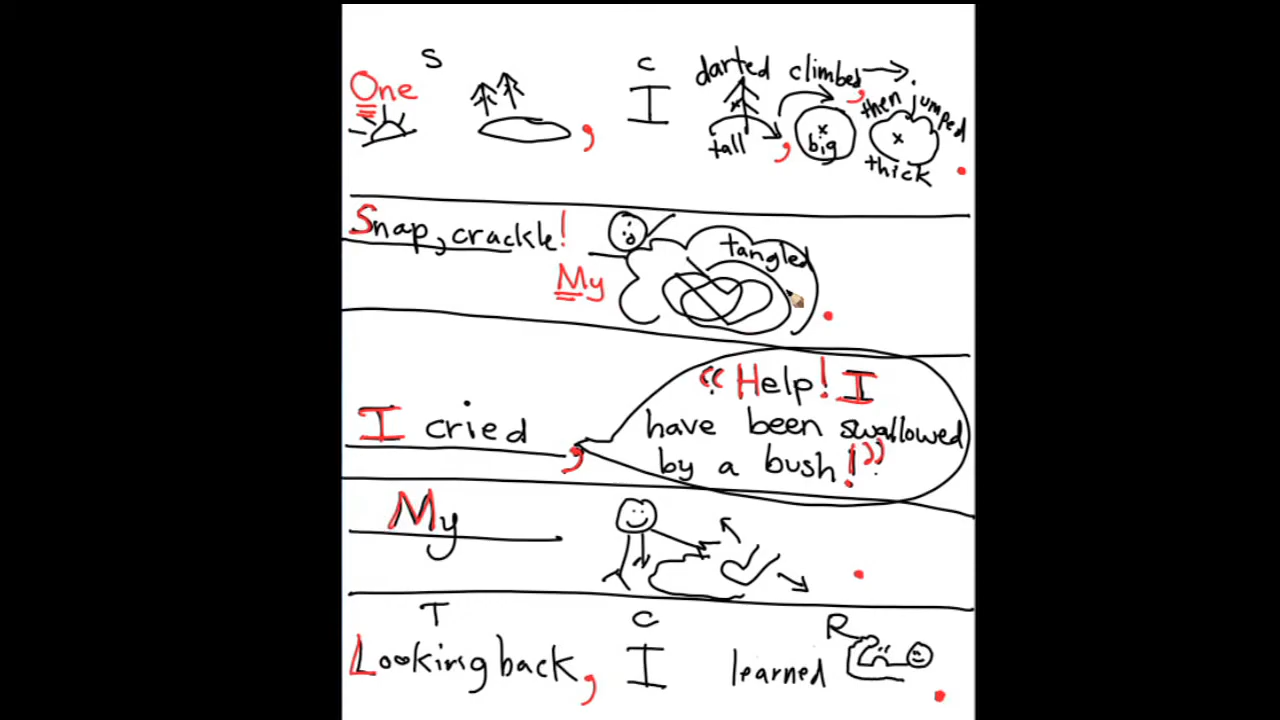 S
C
One
,
I
darted
climbed,
then jumped
tall,
big
thick
.
Snap, crackle!
tangled
My
.
"Help! I
have been swallowed
by a bush!"
I cried,
My
.
T
C
R
Looking back, I learned
.